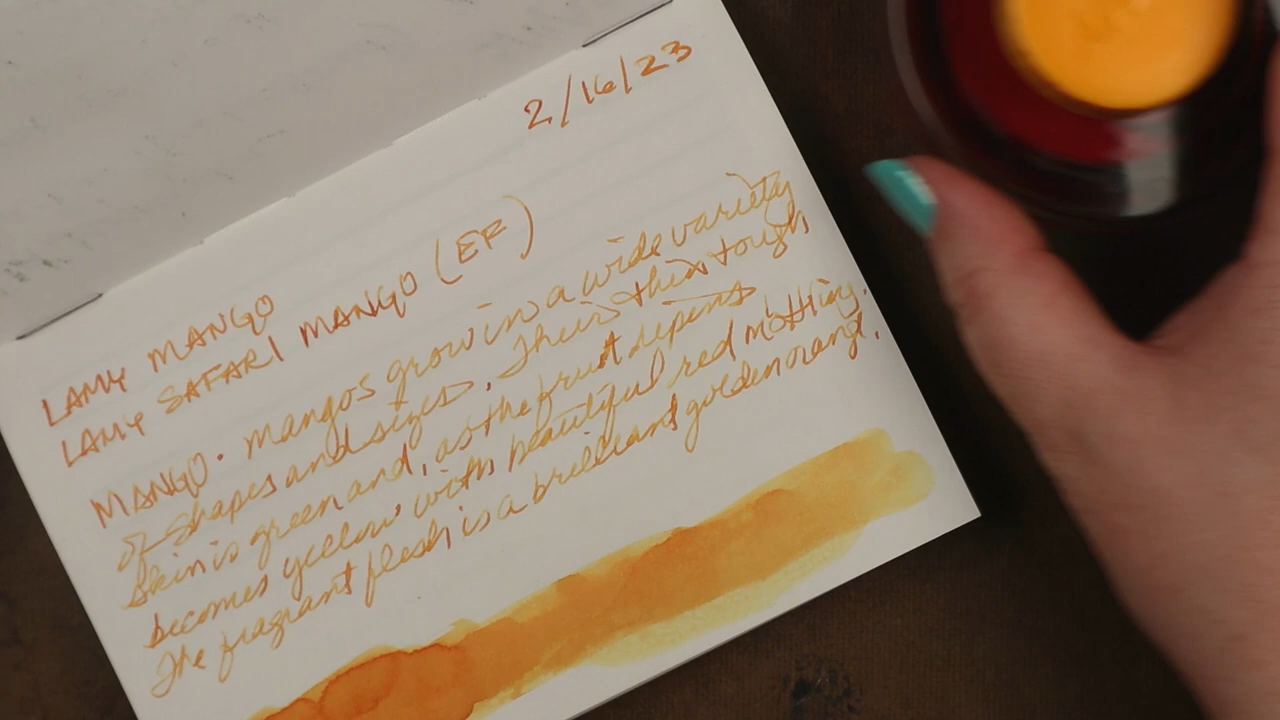 2/16/23
LAMY MANGO
LAMY SAFARI MANGO (EF)
MANGO. mangos grow in a wide variety
of shapes and sizes. Their thin tough
skin is green and, as the fruit ripens
becomes yellow with beautiful red mottling.
The fragrant flesh is a brilliant golden orange.